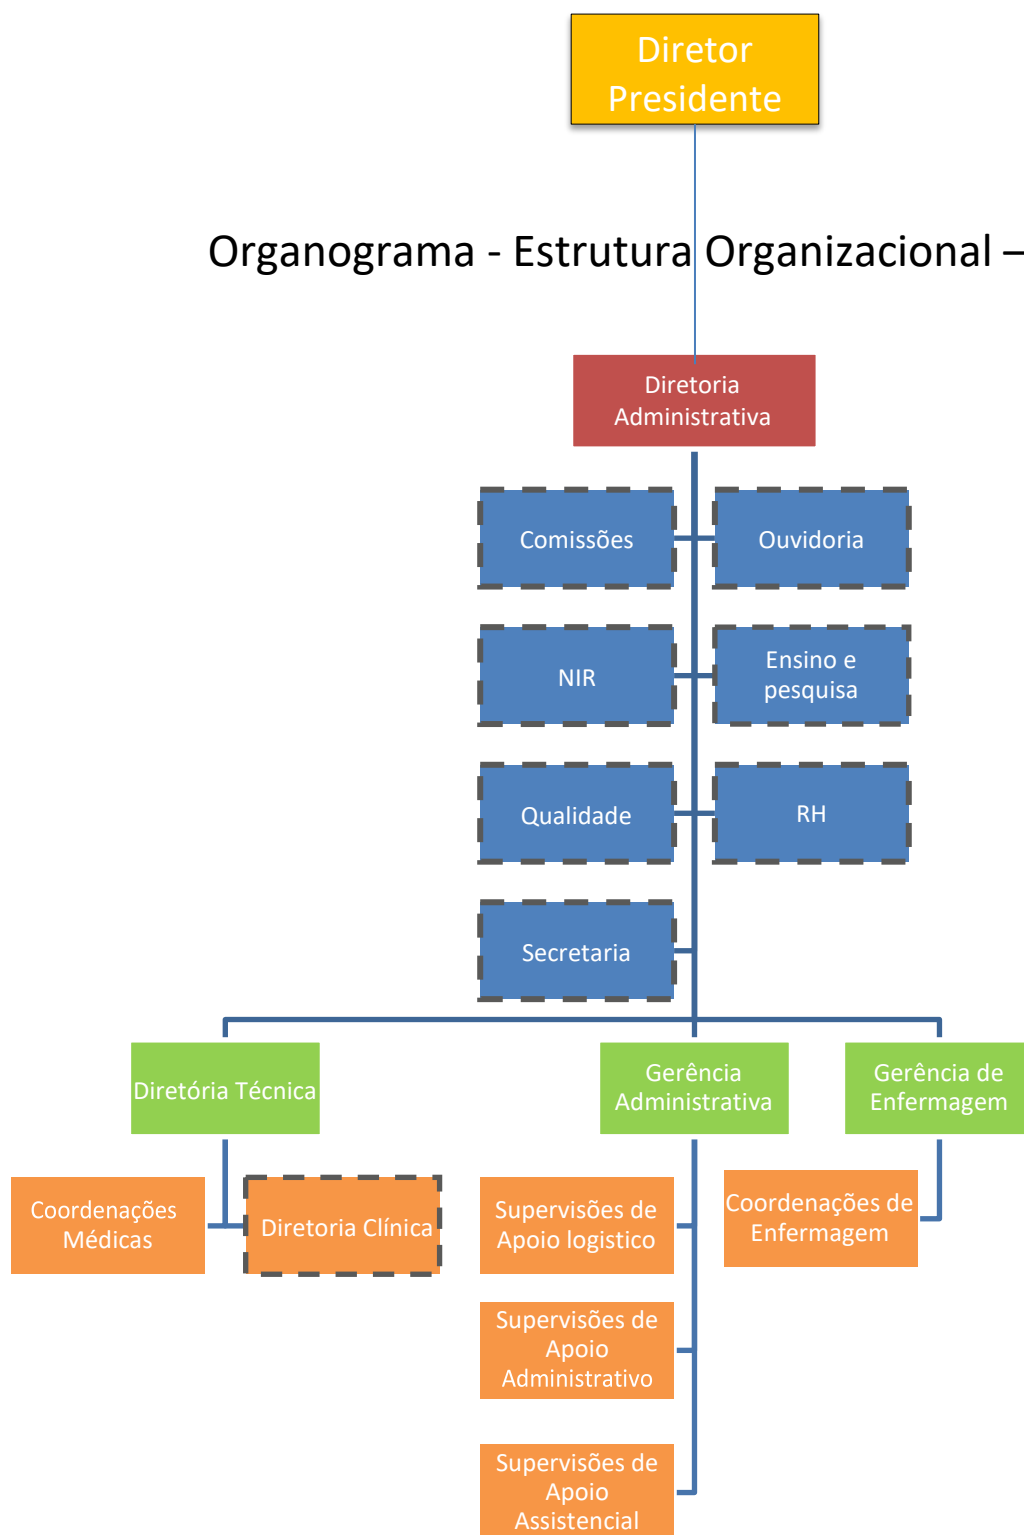 Diretor
Presidente
Organograma - Estrutura Organizacional –
Diretoria
Administrativa
Comissões
Ouvidoria
NIR
Ensino e
pesquisa
Qualidade
RH
Secretaria
Diretória Técnica
Gerência
Administrativa
Gerência de
Enfermagem
Coordenações
Médicas
Diretoria Clínica
Supervisões de
Apoio logistico
Coordenações de
Enfermagem
Supervisões de
Apoio
Administrativo
Supervisões de
Apoio
Assistencial